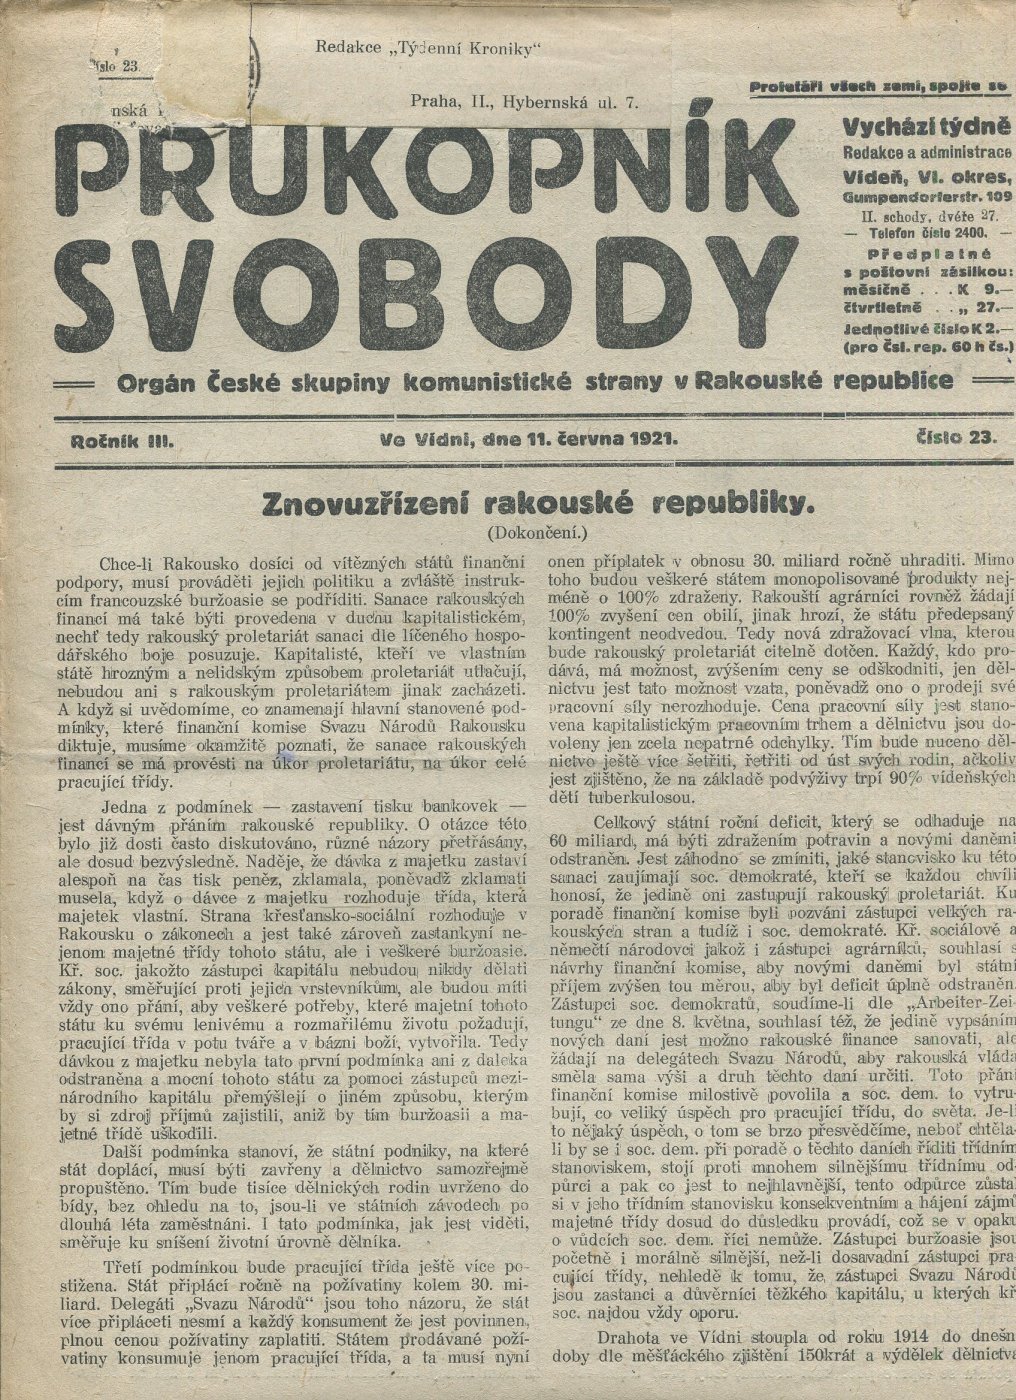 Číslo 23.
Redakce „Týdenní Kroniky“
Praha, II., Hybernská ul. 7.
nská
Proletáři všech zemí, spojte se
PRŮKOPNÍK
SVOBODY
Vychází týdně
Redakce a administrace
Vídeň, VI. okres,
Gumpendorferstr. 109
II. schody, dvéře 27.
— Telefon číslo 2400. —
Předplatné
s poštovní zásilkou:
měsíčně . . . K 9.—
čtvrtletně . . „ 27.—
Jednotlivé číslo K 2.—
(pro Čsl. rep. 60 h čs.)
Orgán České skupiny komunistické strany v Rakouské republice
Ročník III.
Ve Vídni, dne 11. června 1921.
Číslo 23.
Znovuzřízení rakouské republiky.
(Dokončení.)
Chce-li Rakousko dosíci od vítězných států finanční
podpory, musí prováděti jejich politiku a zvláště instruk-
cím francouzské buržoasie se podříditi. Sanace rakouských
financí má také býti provedena v duchu kapitalistickém,
nechť tedy rakouský proletariát sanaci dle líčeného hospo-
dářského boje posuzuje. Kapitalisté, kteří ve vlastním
státě hrozným a nelidským způsobem proletariát utlačují,
nebudou ani s rakouským proletariátem jinak zacházeti.
A když si uvědomíme, co znamenají hlavní stanovené pod-
mínky, které finanční komise Svazu Národů Rakousku
diktuje, musíme okamžitě poznati, že sanace rakouských
financí se má provésti na úkor proletariátu, na úkor celé
pracující třídy.
Jedna z podmínek — zastavení tisku bankovek —
jest dávným přáním rakouské republiky. O otázce této
bylo již dosti často diskutováno, různé názory přetřásány,
ale dosud bezvýsledně. Naděje, že dávka z majetku zastaví
alespoň na čas tisk peněz, zklamala, poněvadž zklamati
musela, když o dávce z majetku rozhoduje třída, která
majetek vlastní. Strana křesťansko-sociální rozhoduje v
Rakousku o zákonech a jest také zároveň zastankyní ne-
jenom majetné třídy tohoto státu, ale i veškeré buržoasie.
Kř. soc. jakožto zástupci kapitálu nebudou nikdy dělati
zákony, směřující proti jejich vrstevníkům, ale budou míti
vždy ono přání, aby veškeré potřeby, které majetní tohoto
státu ku svému lenivému a rozmařilému životu požadují,
pracující třída v potu tváře a v bázni boží, vytvořila. Tedy
dávkou z majetku nebyla tato první podmínka ani z daleka
odstraněna a mocní tohoto státu za pomoci zástupců mezi-
národního kapitálu přemýšlejí o jiném způsobu, kterým
by si zdroj příjmů zajistili, aniž by tím buržoasii a ma-
jetné třídě uškodili.
Další podmínka stanoví, že státní podniky, na které
stát doplácí, musí býti zavřeny a dělnictvo samozřejmě
propuštěno. Tím bude tisíce dělnických rodin uvrženo do
bídy, bez ohledu na to, jsou-li ve státních závodech po
dlouhá léta zaměstnáni. I tato podmínka, jak jest viděti,
směřuje ku sníšení životní úrovně dělníka.
Třetí podmínkou bude pracující třída ještě více po-
stižena. Stát připlácí ročně na poživatiny kolem 30. mi-
liard. Delegáti „Svazu Národů“ jsou toho názoru, že stát
více připláceti nesmí a každý konsument že jest povinnen,
plnou cenou poživatiny zaplatiti. Státem prodávané poží-
vatiny konsumuje jenom pracující třída, a ta musí nyní
onen příplatek v obnosu 30. miliard ročně uhraditi. Mimo
toho budou veškeré státem monopolisované produkty nej-
méně o 100% zdraženy. Rakouští agrárníci rovněž žádají
100% zvyšení cen obilí, jinak hrozí, že státu předepsaný
kontingent neodvedou. Tedy nová zdražovací vlna, kterou
bude rakouský proletariát citelně dotčen. Každý, kdo pro-
dává, má možnost, zvýšením ceny se odškodniti, jen děl-
nictvu jest tato možnost vzata, poněvadž ono o prodeji své
pracovní síly nerozhoduje. Cena pracovní síly jest stano-
vena kapitalistickým pracovním trhem a dělnictvu jsou do-
voleny jen zcela nepatrné odchylky. Tím bude nuceno děl-
nictvo ještě více šetřiti, řetřiti od úst svých rodin, ačkoliv
jest zjištěno, že na základě podvýživy trpí 90% vídeňských
dětí tuberkulosou.
Celkový státní roční deficit, který se odhaduje na
60 miliard, má býti zdražením potravin a novými daněmi
odstraněn. Jest záhodno se zmíniti, jaké stanovisko ku této
sanaci zaujímají soc. demokraté, kteří se každou chvíli
honosí, že jedině oni zastupují rakouský proletariát. Ku
poradě finanční komise byli pozváni zástupci velkých ra-
kouských stran a tudíž i soc. demokraté. Kř. sociálové a
němečtí národovci jakož i zástupci agrárníků, souhlasí s
návrhy finanční komise, aby novými daněmi byl státní
příjem zvýšen tou měrou, aby byl deficit úplně odstraněn.
Zástupci soc. demokratů, soudíme-li dle „Arbeiter-Zei-
tungu“ ze dne 8. května, souhlasí též, že jedině vypsáním
nových daní jest možno rakouské finance sanovati, ale
žádají na delegátech Svazu Národů, aby rakouská vláda
směla sama výši a druh těchto daní určiti. Toto přání
finanční komise milostivě povolila a soc. dem. to vytru-
bují, co veliký úspěch pro pracující třídu, do světa. Je-li
to nějaký úspěch, o tom se brzo přesvědčíme, neboť chtěla-
li by se i soc. dem. při poradě o těchto daních říditi třídním
stanoviskem, stojí proti mnohem silnějšímu třídnímu od-
půrci a pak co jest to nejhlavnější, tento odpůrce zůstal
si v jeho třídním stanovisku konsekventním a hájení zájmů
majetné třídy dosud do důsledku provádí, což se v opaku
o vůdcích soc. dem. říci nemůže. Zástupci buržoasie jsou
početně i morálně silnější, než-li dosavadní zástupci pra-
cující třídy, nehledě k tomu, že zástupci Svazu Národů
jsou zastanci a důvěrníci těžkého kapitálu, u kterých kř.
soc. najdou vždy oporu.
Drahota ve Vídni stoupla od roku 1914 do dnešní
doby dle měšťáckého zjištění 150krát a výdělek dělnictva